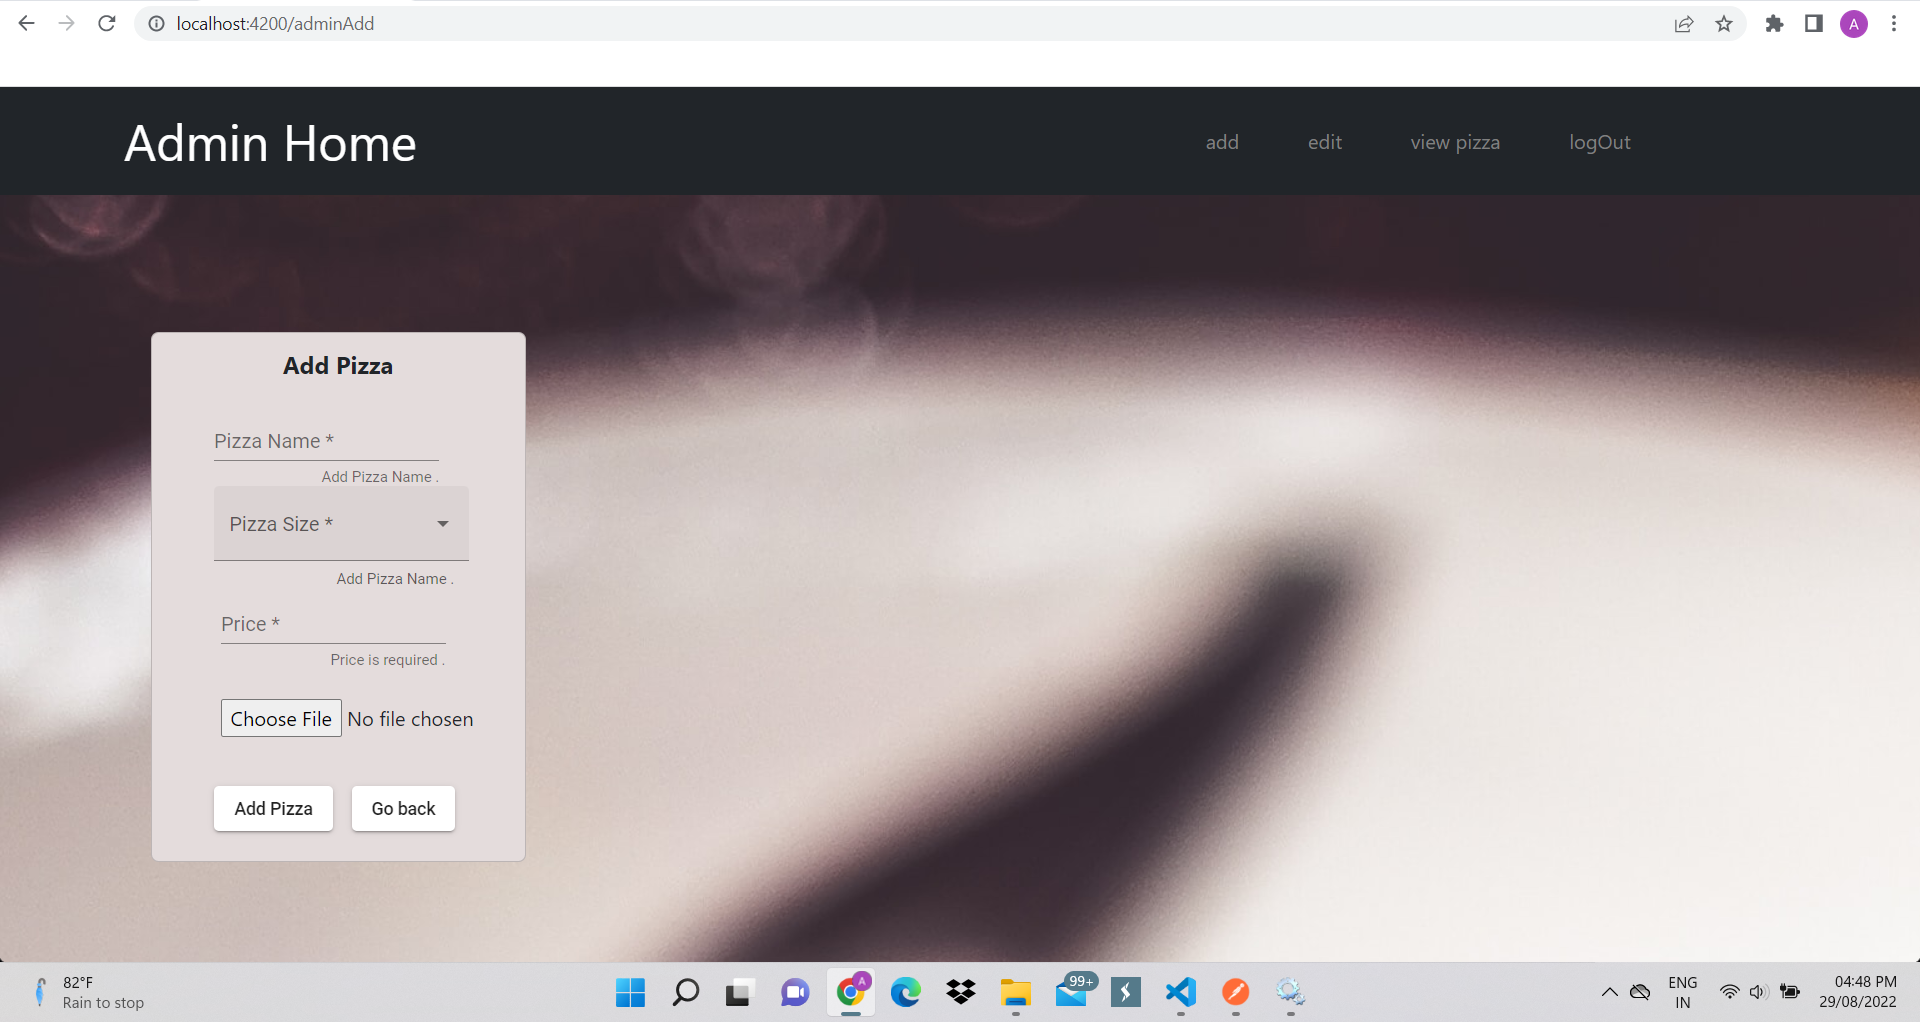 localhost:4200/adminAdd
A
Admin Home
add
edit
view pizza
logOut
Add Pizza
Pizza Name *
Add Pizza Name .
Pizza Size *
Add Pizza Name .
Price *
Price is required .
Choose File No file chosen
Add Pizza
Go back
82°F
Rain to stop
A
99+
ENG
IN
04:48 PM
29/08/2022